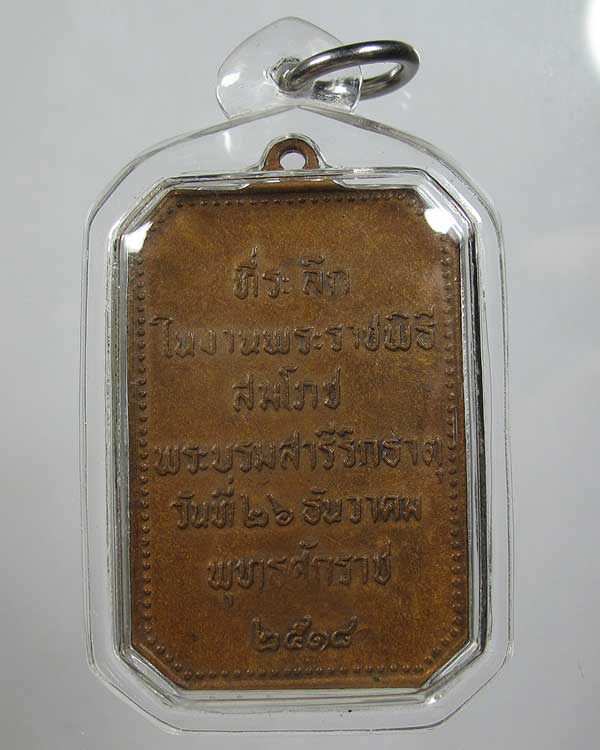 ที่ระลึก
ในงานพระราชพิธี
สมโภช
พระบรมสารีริกธาตุ
วันที่ ๒๖ ธันวาคม
พุทธศักราช
๒๕๑๔